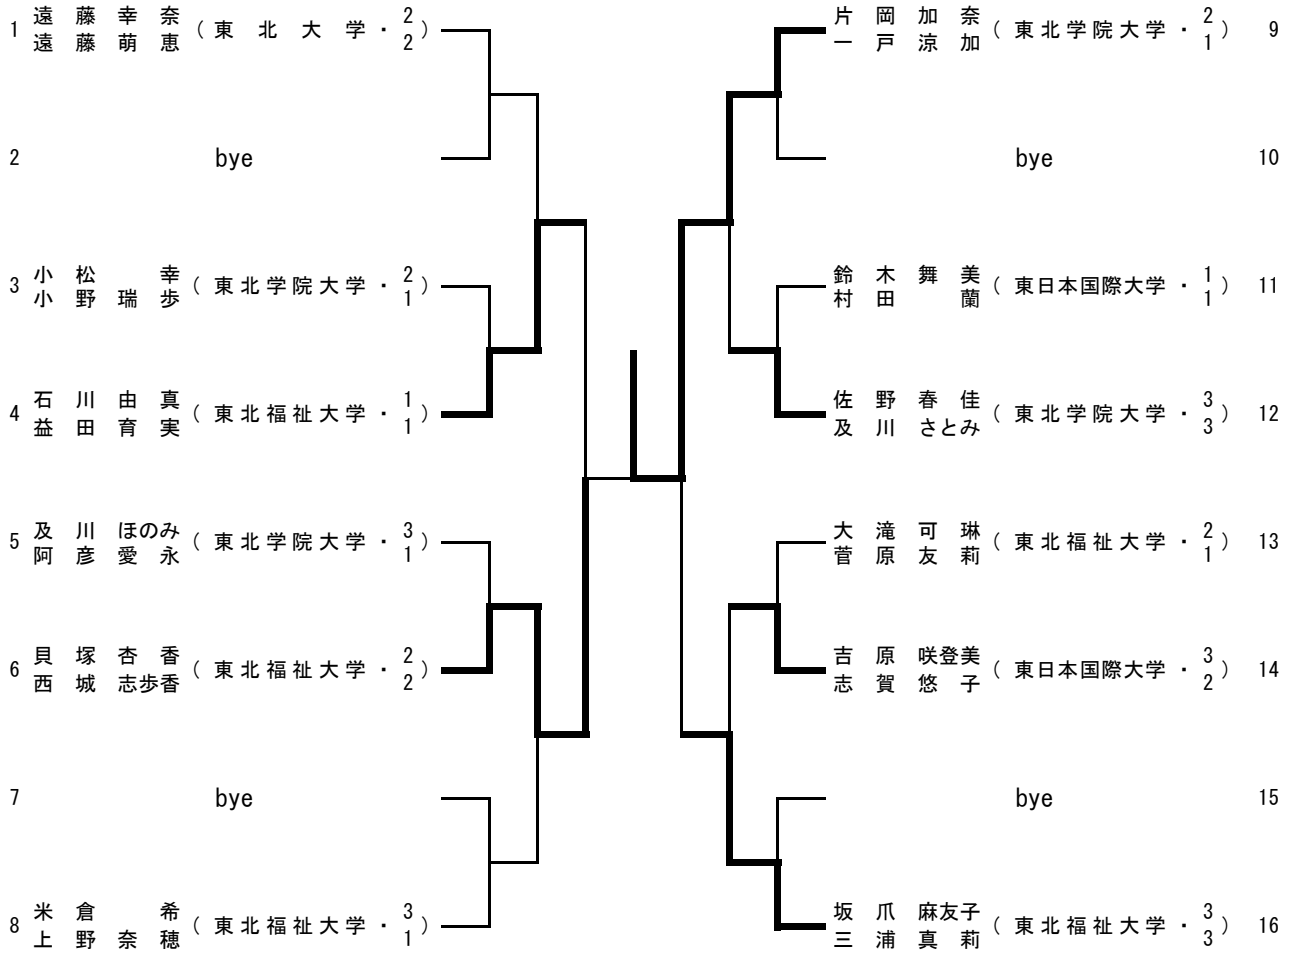 1 遠藤幸奈 (東北大学・2)
遠藤萌恵 2
2 bye
3 小松 幸 (東北学院大学・2)
小野瑞歩 1
4 石川由真 (東北福祉大学・1)
益田育実 1
5 及川ほのみ (東北学院大学・3)
阿彦愛永 1
6 貝塚杏香 (東北福祉大学・2)
西城志歩香 2
7 bye
8 米倉 希 (東北福祉大学・3)
上野奈穂 1
片岡加奈 (東北学院大学・2) 9
一戸涼加 1
bye 10
鈴木舞美 (東日本国際大学・1) 11
村田 蘭 1
佐野春佳 (東北学院大学・3) 12
及川さとみ 3
大滝可琳 (東北福祉大学・2) 13
菅原友莉 1
吉原咲登美 (東日本国際大学・3) 14
志賀悠子 2
bye 15
坂爪麻友子 (東北福祉大学・3) 16
三浦真莉 3